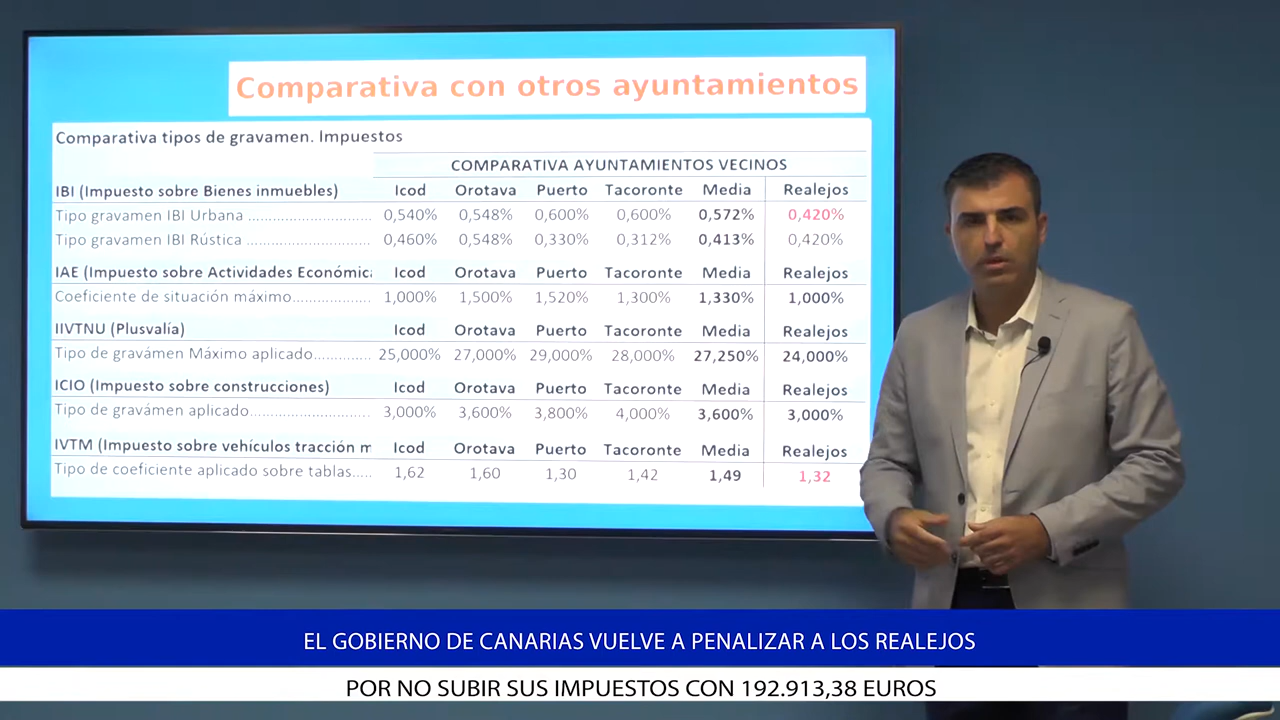 Comparativa con otros ayuntamientos
Comparativa tipos de gravamen. Impuestos
COMPARATIVA AYUNTAMIENTOS VECINOS
IBI (Impuesto sobre Bienes inmuebles) Icod Orotava Puerto Tacoronte Media Realejos
Tipo gravamen IBI Urbana .............................. 0,540% 0,548% 0,600% 0,600% 0,572% 0,420%
Tipo gravamen IBI Rústica .............................. 0,460% 0,548% 0,330% 0,312% 0,413% 0,420%
IAE (Impuesto sobre Actividades Económica Icod Orotava Puerto Tacoronte Media Realejos
Coeficiente de situación máximo................... 1,000% 1,500% 1,520% 1,300% 1,330% 1,000%
IIVTNU (Plusvalía) Icod Orotava Puerto Tacoronte Media Realejos
Tipo de gravámen Máximo aplicado.............. 25,000% 27,000% 29,000% 28,000% 27,250% 24,000%
ICIO (Impuesto sobre construcciones) Icod Orotava Puerto Tacoronte Media Realejos
Tipo de gravámen aplicado............................. 3,000% 3,600% 3,800% 4,000% 3,600% 3,000%
IVTM (Impuesto sobre vehículos tracción m Icod Orotava Puerto Tacoronte Media Realejos
Tipo de coeficiente aplicado sobre tablas..... 1,62 1,60 1,30 1,42 1,49 1,32
EL GOBIERNO DE CANARIAS VUELVE A PENALIZAR A LOS REALEJOS
POR NO SUBIR SUS IMPUESTOS CON 192.913,38 EUROS